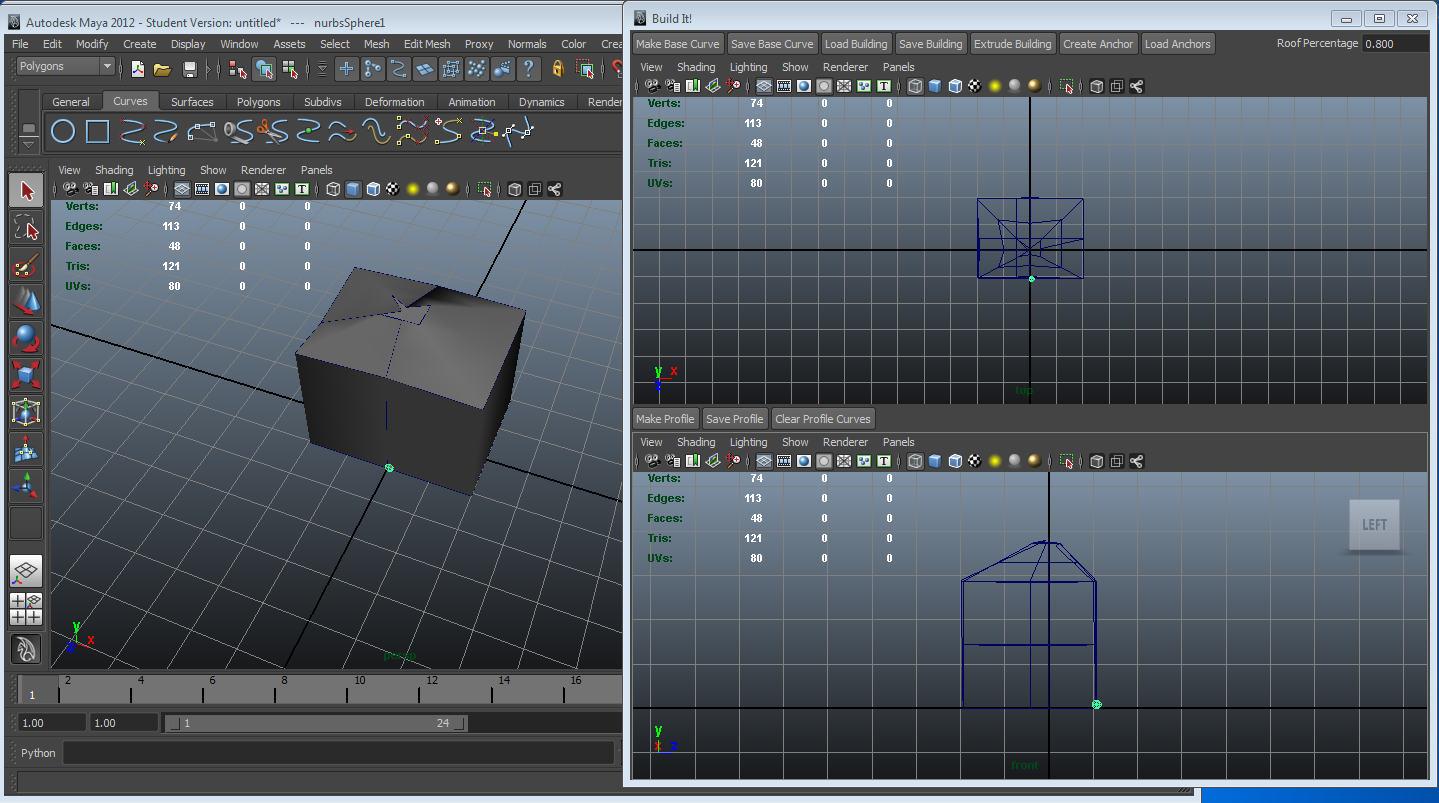 Autodesk Maya 2012 - Student Version: untitled* --- nurbsSphere1
File Edit Modify Create Display Window Assets Select Mesh Edit Mesh Proxy Normals Color Crea
Polygons
General Curves Surfaces Polygons Subdivs Deformation Animation Dynamics Render
View Shading Lighting Show Renderer Panels
T
Verts: 74 0 0
Edges: 113 0 0
Faces: 48 0 0
Tris: 121 0 0
UVs: 80 0 0
y
x
z
persp
1 2 4 6 8 10 12 14 16
1.00 1.00 1 24
Python
Build It!
Make Base Curve Save Base Curve Load Building Save Building Extrude Building Create Anchor Load Anchors Roof Percentage 0.800
View Shading Lighting Show Renderer Panels
T
Verts: 74 0 0
Edges: 113 0 0
Faces: 48 0 0
Tris: 121 0 0
UVs: 80 0 0
y x
z
top
Make Profile Save Profile Clear Profile Curves
View Shading Lighting Show Renderer Panels
T
Verts: 74 0 0
Edges: 113 0 0
Faces: 48 0 0
Tris: 121 0 0
UVs: 80 0 0
LEFT
y
x z
front